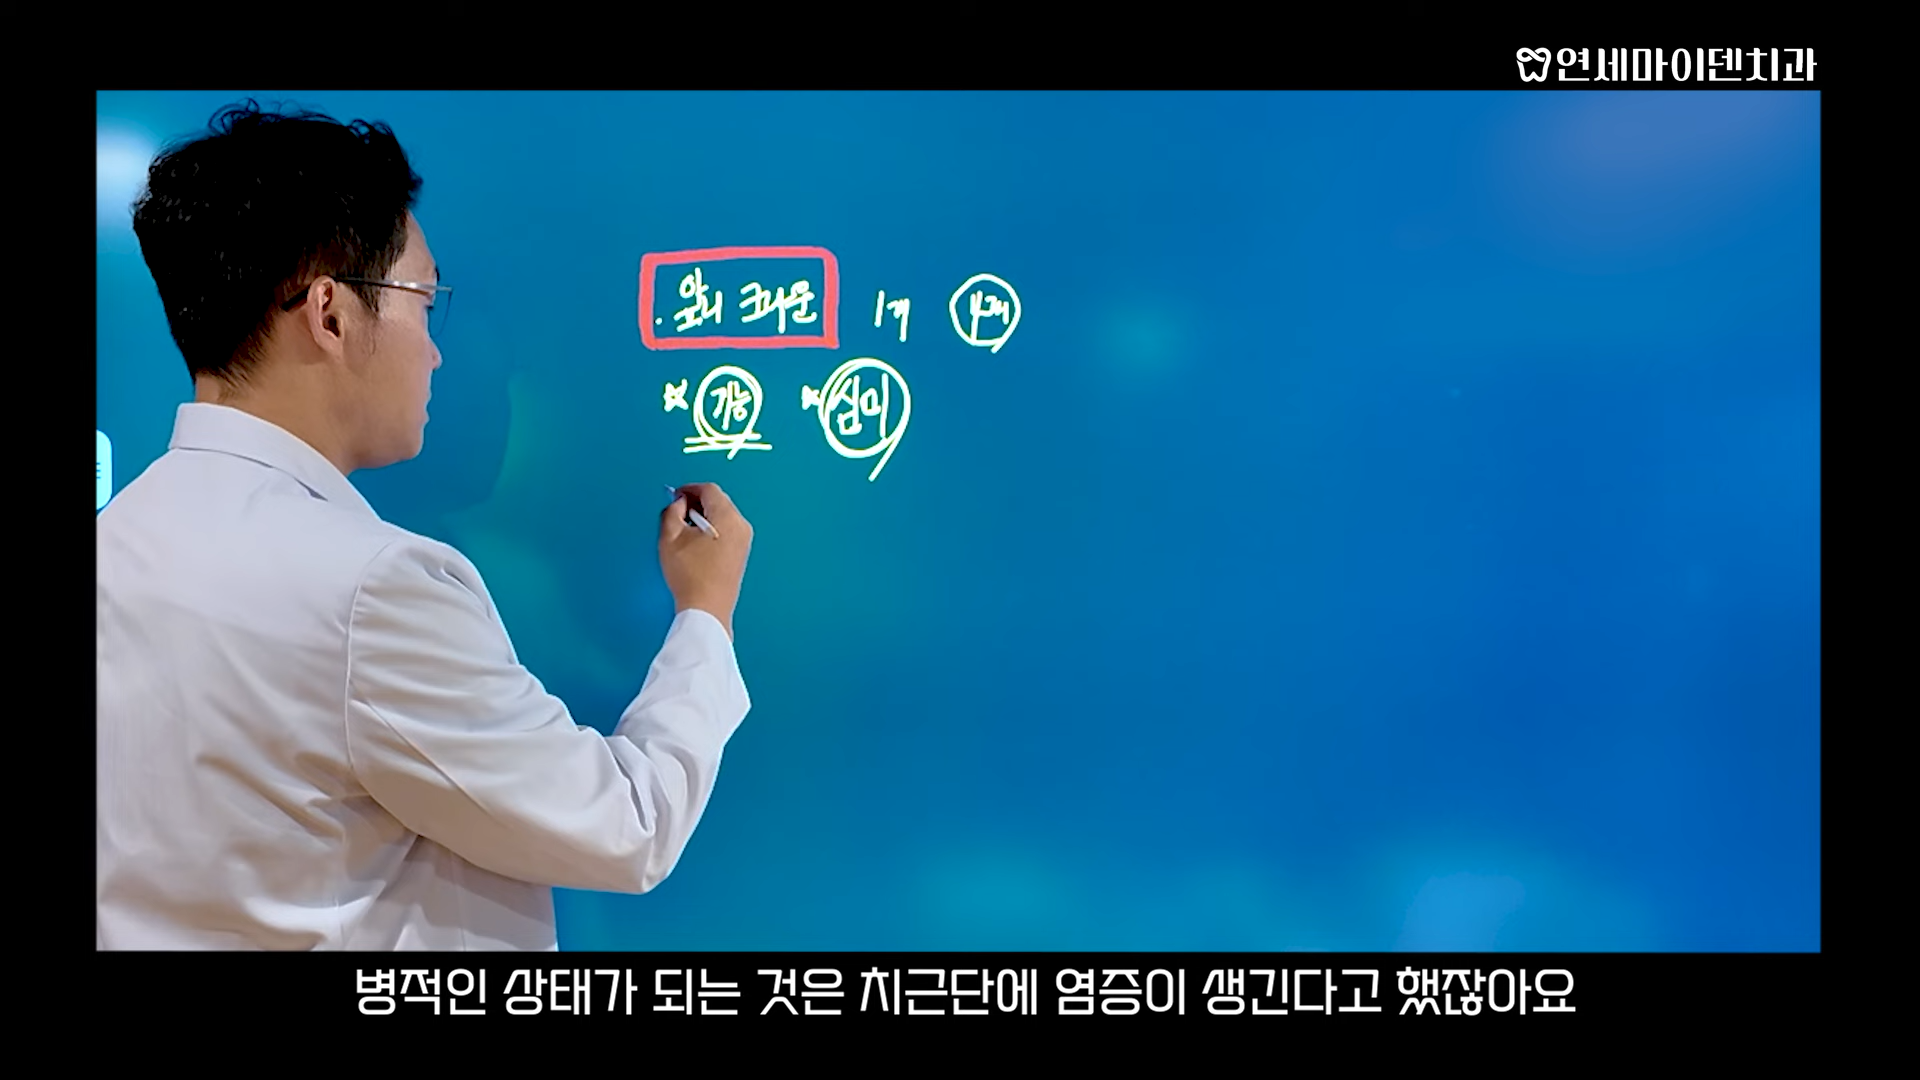 연세마이덴치과
. 앞니 크라운 1개 4개
기능 심미
병적인 상태가 되는 것은 치근단에 염증이 생긴다고 했잖아요